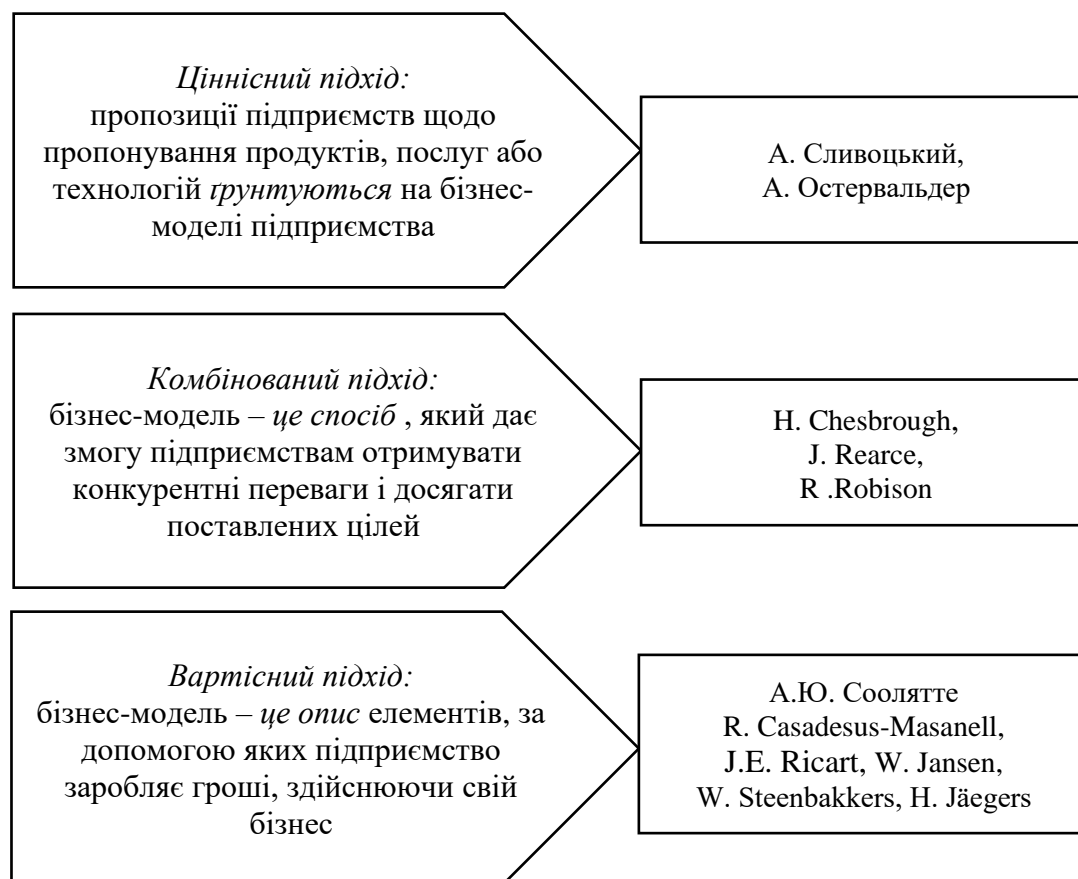 Ціннісний підхід:
пропозиції підприємств щодо
пропонування продуктів, послуг або
технологій ґрунтуються на бізнес-
моделі підприємства
А. Сливоцький,
А. Остервальдер
Комбінований підхід:
бізнес-модель – це спосіб , який дає
змогу підприємствам отримувати
конкурентні переваги і досягати
поставлених цілей
H. Chesbrough,
J. Rearce,
R .Robison
Вартісний підхід:
бізнес-модель – це опис елементів, за
допомогою яких підприємство
заробляє гроші, здійснюючи свій
бізнес
А.Ю. Соолятте
R. Casadesus-Masanell,
J.E. Ricart, W. Jansen,
W. Steenbakkers, H. Jäegers